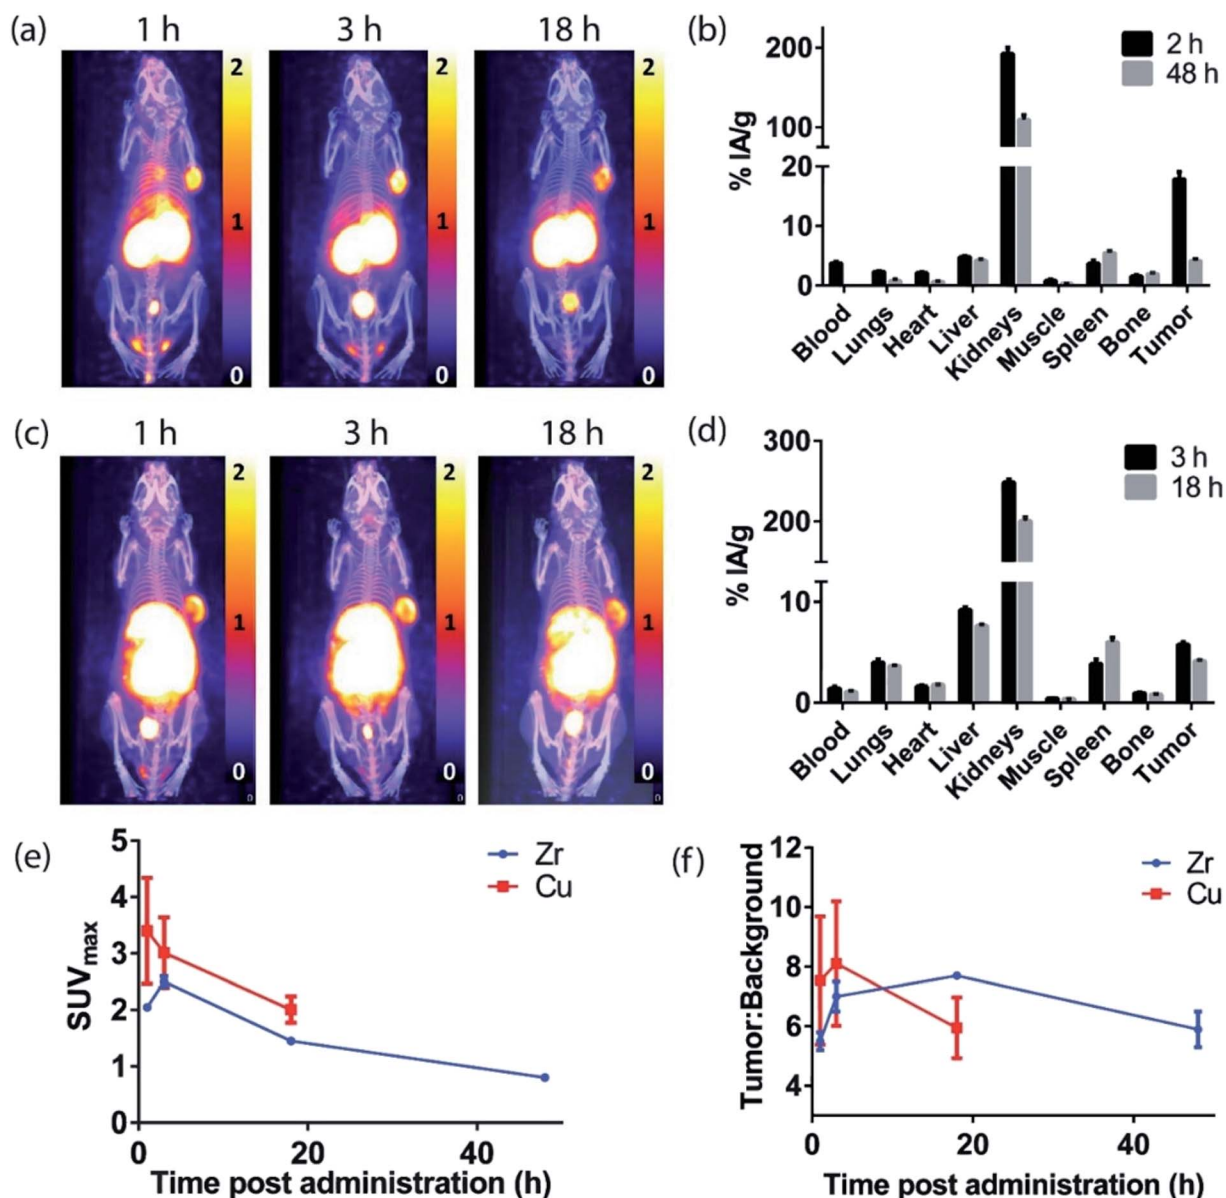 (a)
1 h
3 h
18 h
2
1
0
2
1
0
2
1
0
(b)
% IA/g
200
100
20
10
0
2 h
48 h
Blood
Lungs
Heart
Liver
Kidneys
Muscle
Spleen
Bone
Tumor
(c)
1 h
3 h
18 h
2
1
0
0
2
1
0
0
2
1
0
0
(d)
% IA/g
300
200
10
0
3 h
18 h
Blood
Lungs
Heart
Liver
Kidneys
Muscle
Spleen
Bone
Tumor
(e)
SUVmax
5
4
3
2
1
0
Zr
Cu
0
20
40
Time post administration (h)
(f)
Tumor:Background
12
10
8
6
4
Zr
Cu
0
20
40
Time post administration (h)